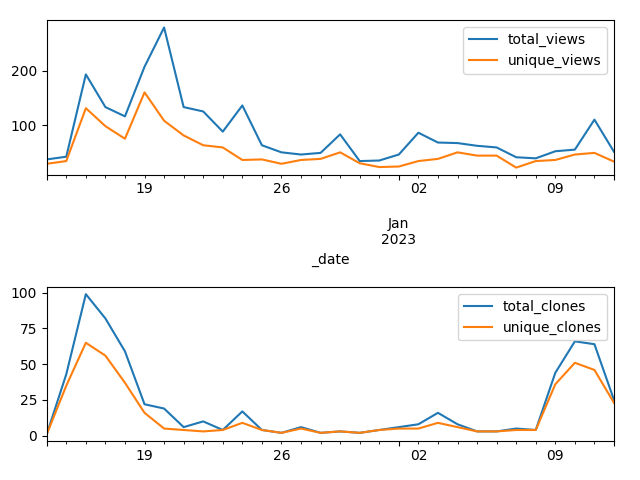 total_views
unique_views
200
100
19 26 02 09
Jan
2023
_date
total_clones
unique_clones
100
75
50
25
0
19 26 02 09